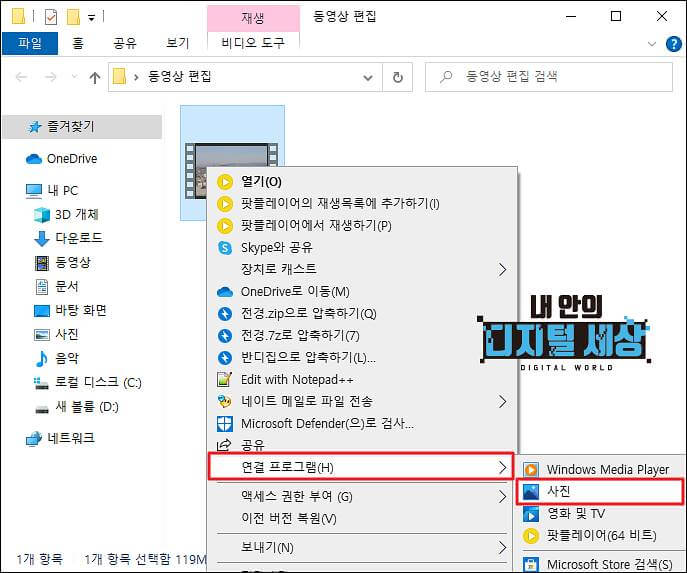 재생
동영상 편집
파일
홈
공유
보기
비디오 도구
동영상 편집
동영상 편집 검색
즐겨찾기
OneDrive
내 PC
3D 개체
다운로드
동영상
문서
바탕 화면
사진
음악
로컬 디스크 (C:)
새 볼륨 (D:)
네트워크
열기(O)
팟플레이어의 재생목록에 추가하기(I)
팟플레이어에서 재생하기(P)
Skype와 공유
장치로 캐스트
OneDrive로 이동(M)
전경.zip으로 압축하기(Q)
전경.7z로 압축하기(7)
반디집으로 압축하기(L)...
Edit with Notepad++
네이트 메일로 파일 전송
Microsoft Defender(으)로 검사...
공유
연결 프로그램(H)
액세스 권한 부여 (G)
이전 버전 복원(V)
보내기(N)
Windows Media Player
사진
영화 및 TV
팟플레이어(64 비트)
Microsoft Store 검색(S)
내 안의
디지털 세상
DIGITAL WORLD
1개 항목
1개 항목 선택함 119M